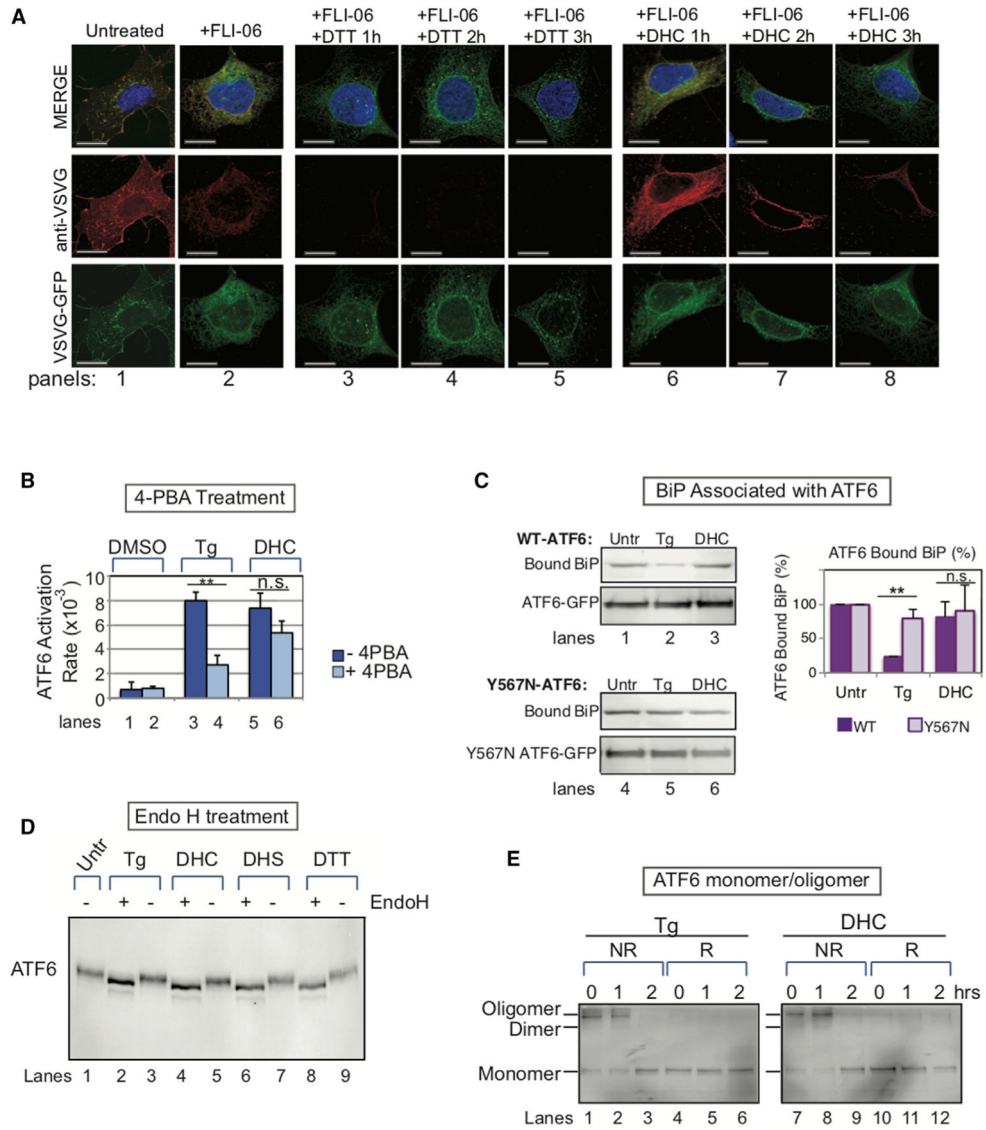 A
Untreated
+FLI-06
+FLI-06 +DTT 1h
+FLI-06 +DTT 2h
+FLI-06 +DTT 3h
+FLI-06 +DHC 1h
+FLI-06 +DHC 2h
+FLI-06 +DHC 3h
MERGE
anti-VSVG
VSVG-GFP
panels: 1 2 3 4 5 6 7 8
B
4-PBA Treatment
DMSO Tg DHC
ATF6 Activation Rate (x10⁻³)
10
8
6
4
2
0
** n.s.
- 4PBA
+ 4PBA
lanes 1 2 3 4 5 6
C
BiP Associated with ATF6
WT-ATF6: Untr Tg DHC
Bound BiP
ATF6-GFP
lanes 1 2 3
Y567N-ATF6: Untr Tg DHC
Bound BiP
Y567N ATF6-GFP
lanes 4 5 6
ATF6 Bound BiP (%)
ATF6 Bound BiP (%)
100
50
0
** n.s.
Untr Tg DHC
WT Y567N
D
Endo H treatment
Untr Tg DHC DHS DTT
- + - + - + - + - EndoH
ATF6
Lanes 1 2 3 4 5 6 7 8 9
E
ATF6 monomer/oligomer
Tg DHC
NR R NR R
0 1 2 0 1 2 0 1 2 0 1 2 hrs
Oligomer
Dimer
Monomer
Lanes 1 2 3 4 5 6 7 8 9 10 11 12